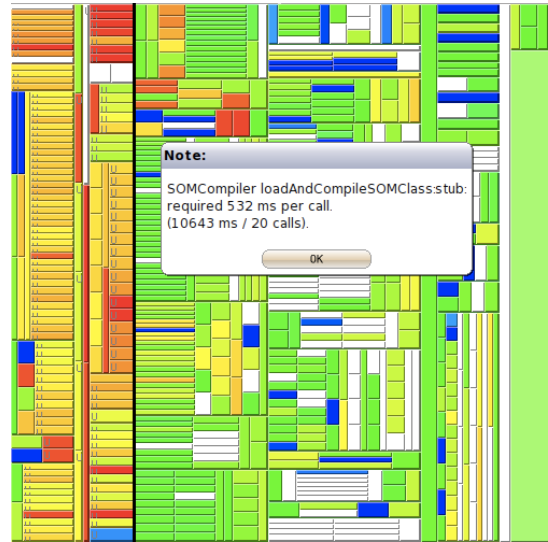 Note:
SOMCompiler loadAndCompileSOMClass:stub:
required 532 ms per call.
(10643 ms / 20 calls).
OK